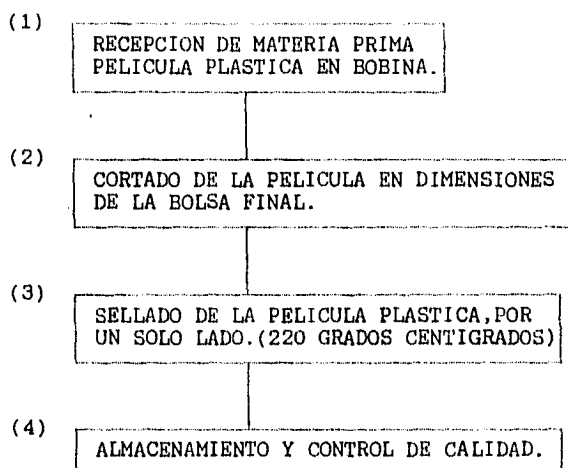 (1)
RECEPCION DE MATERIA PRIMA
PELICULA PLASTICA EN BOBINA.
(2)
CORTADO DE LA PELICULA EN DIMENSIONES
DE LA BOLSA FINAL.
(3)
SELLADO DE LA PELICULA PLASTICA,POR
UN SOLO LADO.(220 GRADOS CENTIGRADOS)
(4)
ALMACENAMIENTO Y CONTROL DE CALIDAD.